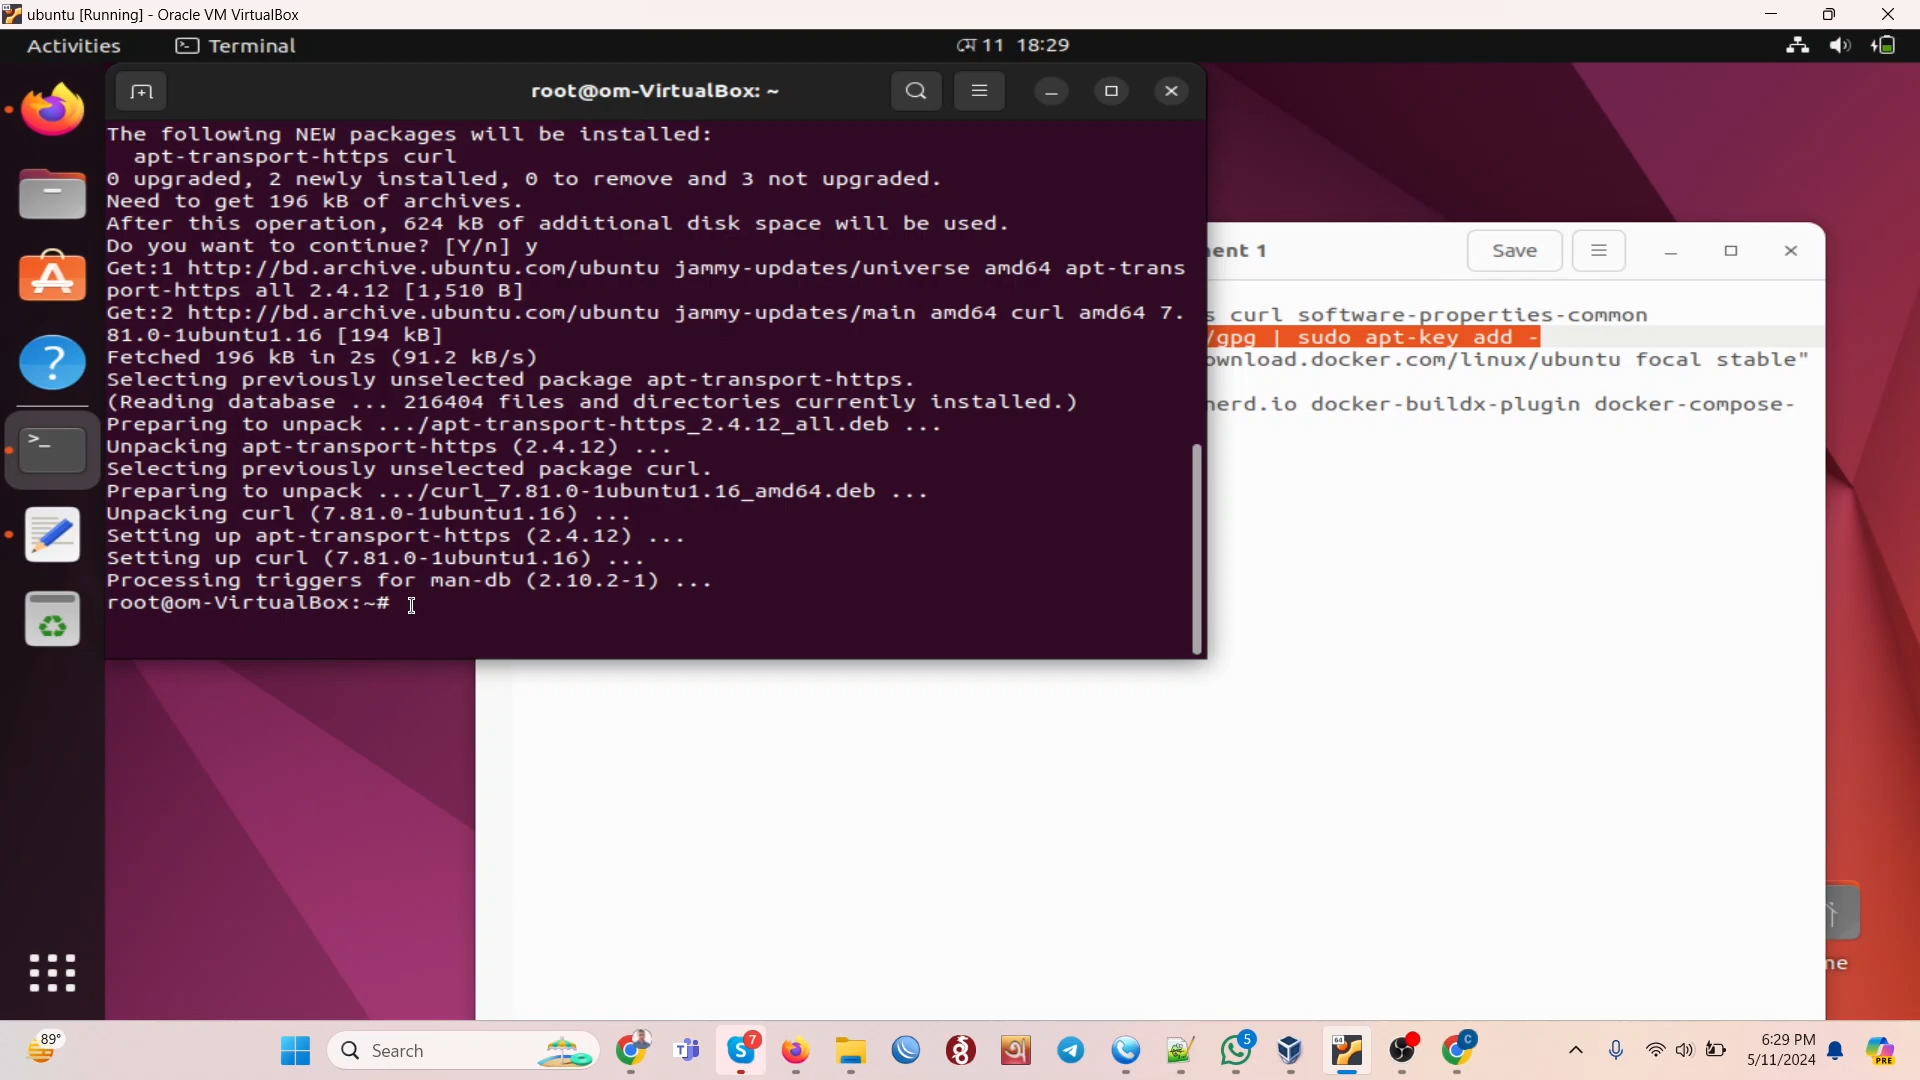 ubuntu [Running] - Oracle VM VirtualBox
Activities
Terminal
মে 11 18:29
root@om-VirtualBox: ~
The following NEW packages will be installed:
apt-transport-https curl
0 upgraded, 2 newly installed, 0 to remove and 3 not upgraded.
Need to get 196 kB of archives.
After this operation, 624 kB of additional disk space will be used.
Do you want to continue? [Y/n] y
Get:1 http://bd.archive.ubuntu.com/ubuntu jammy-updates/universe amd64 apt-trans
port-https all 2.4.12 [1,510 B]
Get:2 http://bd.archive.ubuntu.com/ubuntu jammy-updates/main amd64 curl amd64 7.
81.0-1ubuntu1.16 [194 kB]
Fetched 196 kB in 2s (91.2 kB/s)
Selecting previously unselected package apt-transport-https.
(Reading database ... 216404 files and directories currently installed.)
Preparing to unpack .../apt-transport-https_2.4.12_all.deb ...
Unpacking apt-transport-https (2.4.12) ...
Selecting previously unselected package curl.
Preparing to unpack .../curl_7.81.0-1ubuntu1.16_amd64.deb ...
Unpacking curl (7.81.0-1ubuntu1.16) ...
Setting up apt-transport-https (2.4.12) ...
Setting up curl (7.81.0-1ubuntu1.16) ...
Processing triggers for man-db (2.10.2-1) ...
root@om-VirtualBox:~#
ent 1
Save
s curl software-properties-common
/gpg | sudo apt-key add -
ownload.docker.com/linux/ubuntu focal stable"
nerd.io docker-buildx-plugin docker-compose-
me
89°
Search
7
অ
64
5
C
6:29 PM
5/11/2024
PRE